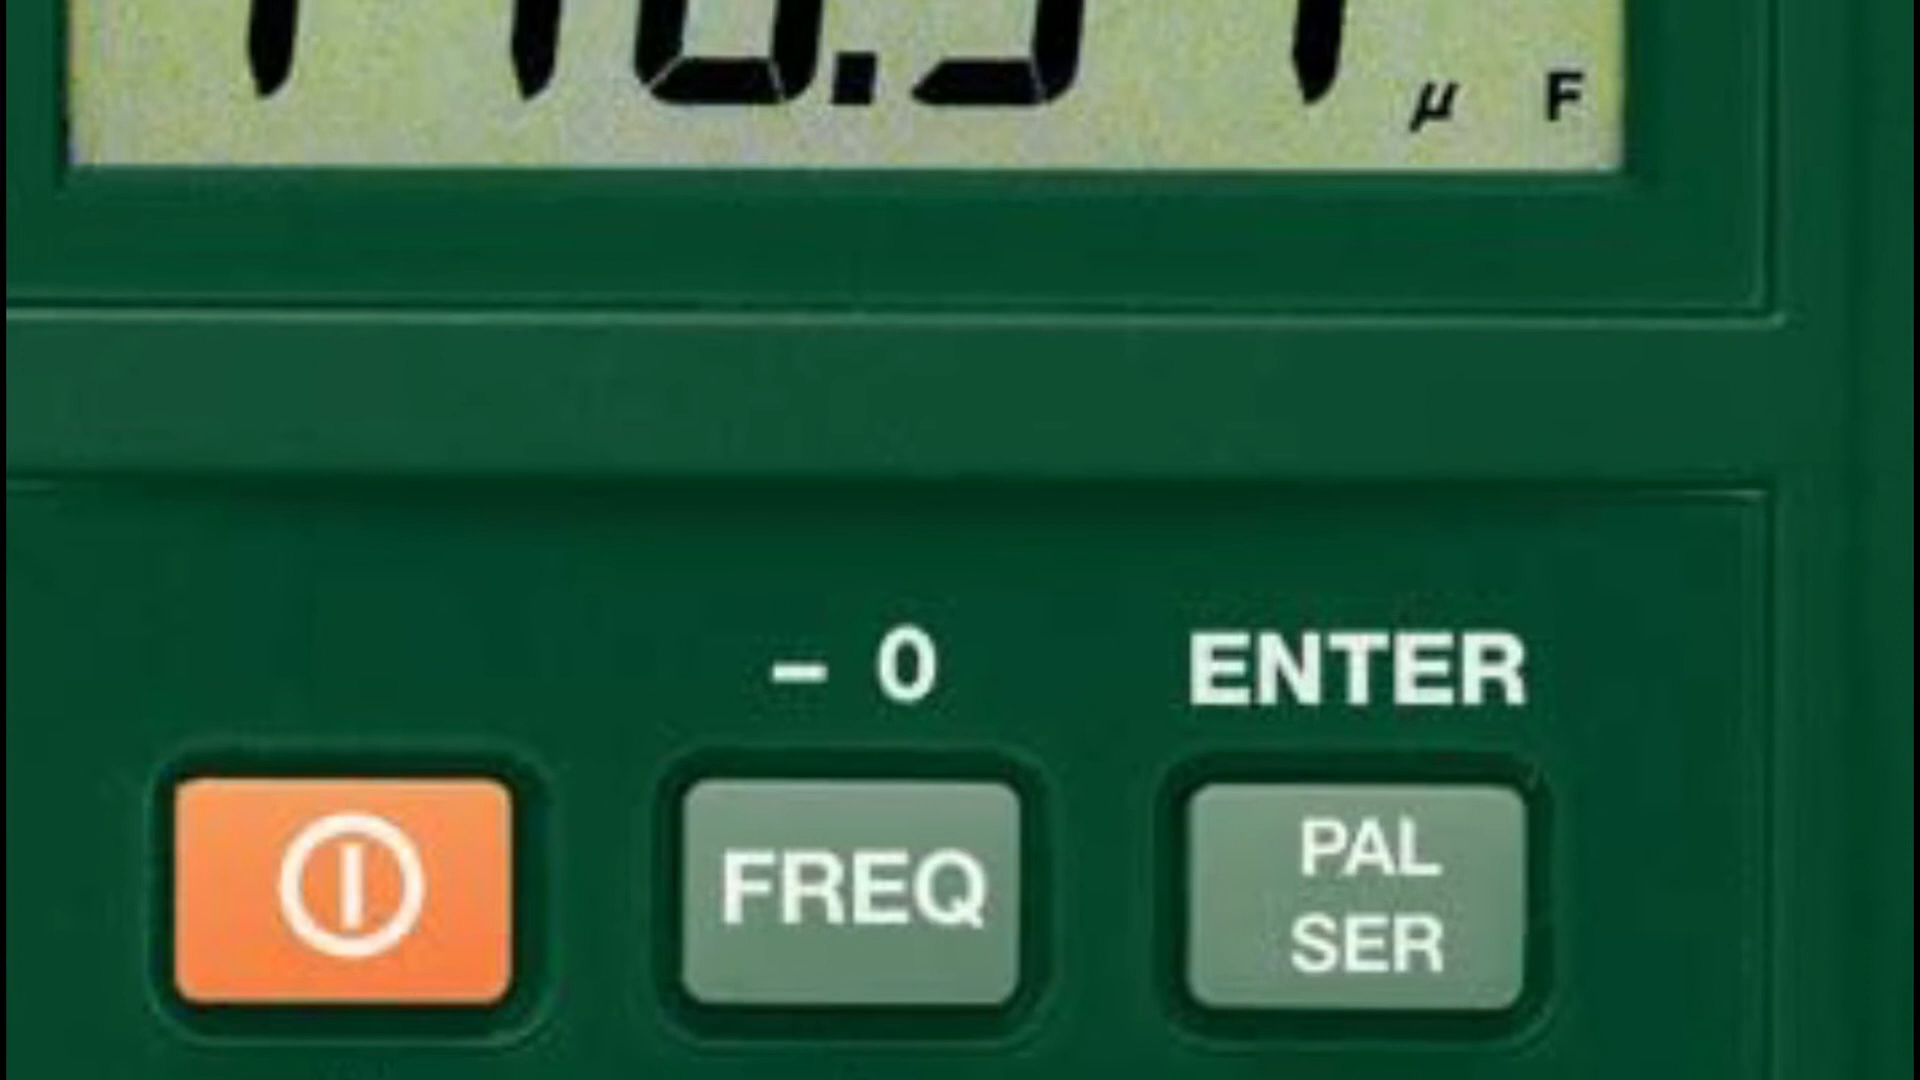 µ F
– 0
ENTER
FREQ
PAL
SER